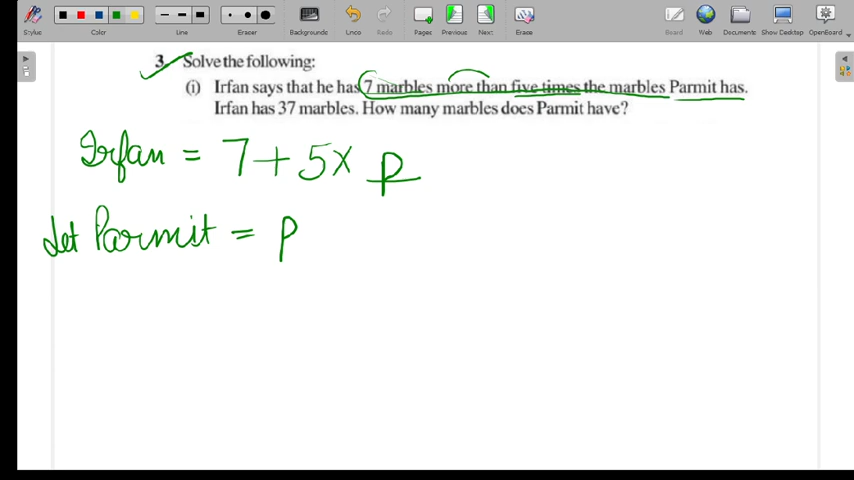 Stylus Color Line Eraser Backgrounds Undo Redo Pages Previous Next Erase Board Web Documents Show Desktop OpenBoard
3. Solve the following:
(i) Irfan says that he has 7 marbles more than five times the marbles Parmit has.
Irfan has 37 marbles. How many marbles does Parmit have?
Irfan = 7 + 5 × p
Let Parmit = p